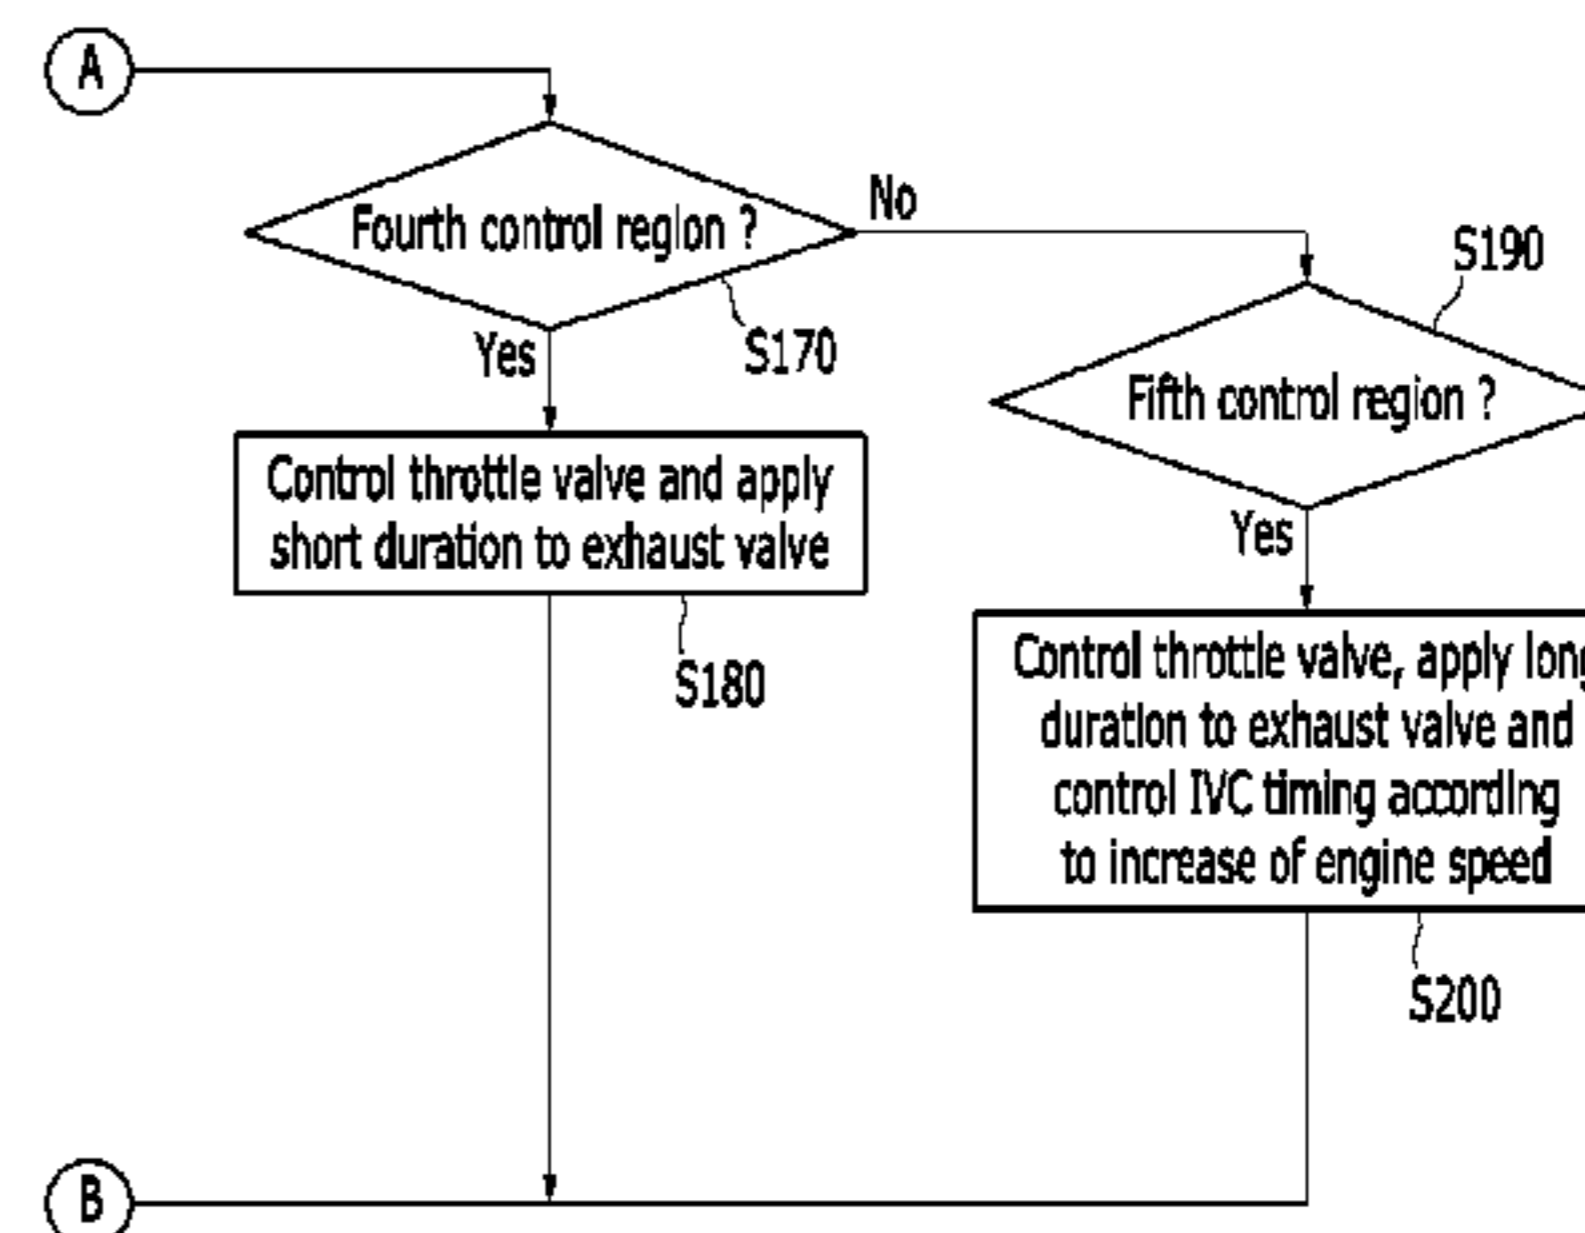 A
Fourth control region ?
No
S170
Yes
Control throttle valve and apply
short duration to exhaust valve
S180
S190
Fifth control region ?
Yes
Control throttle valve, apply long
duration to exhaust valve and
control IVC timing according
to increase of engine speed
S200
B